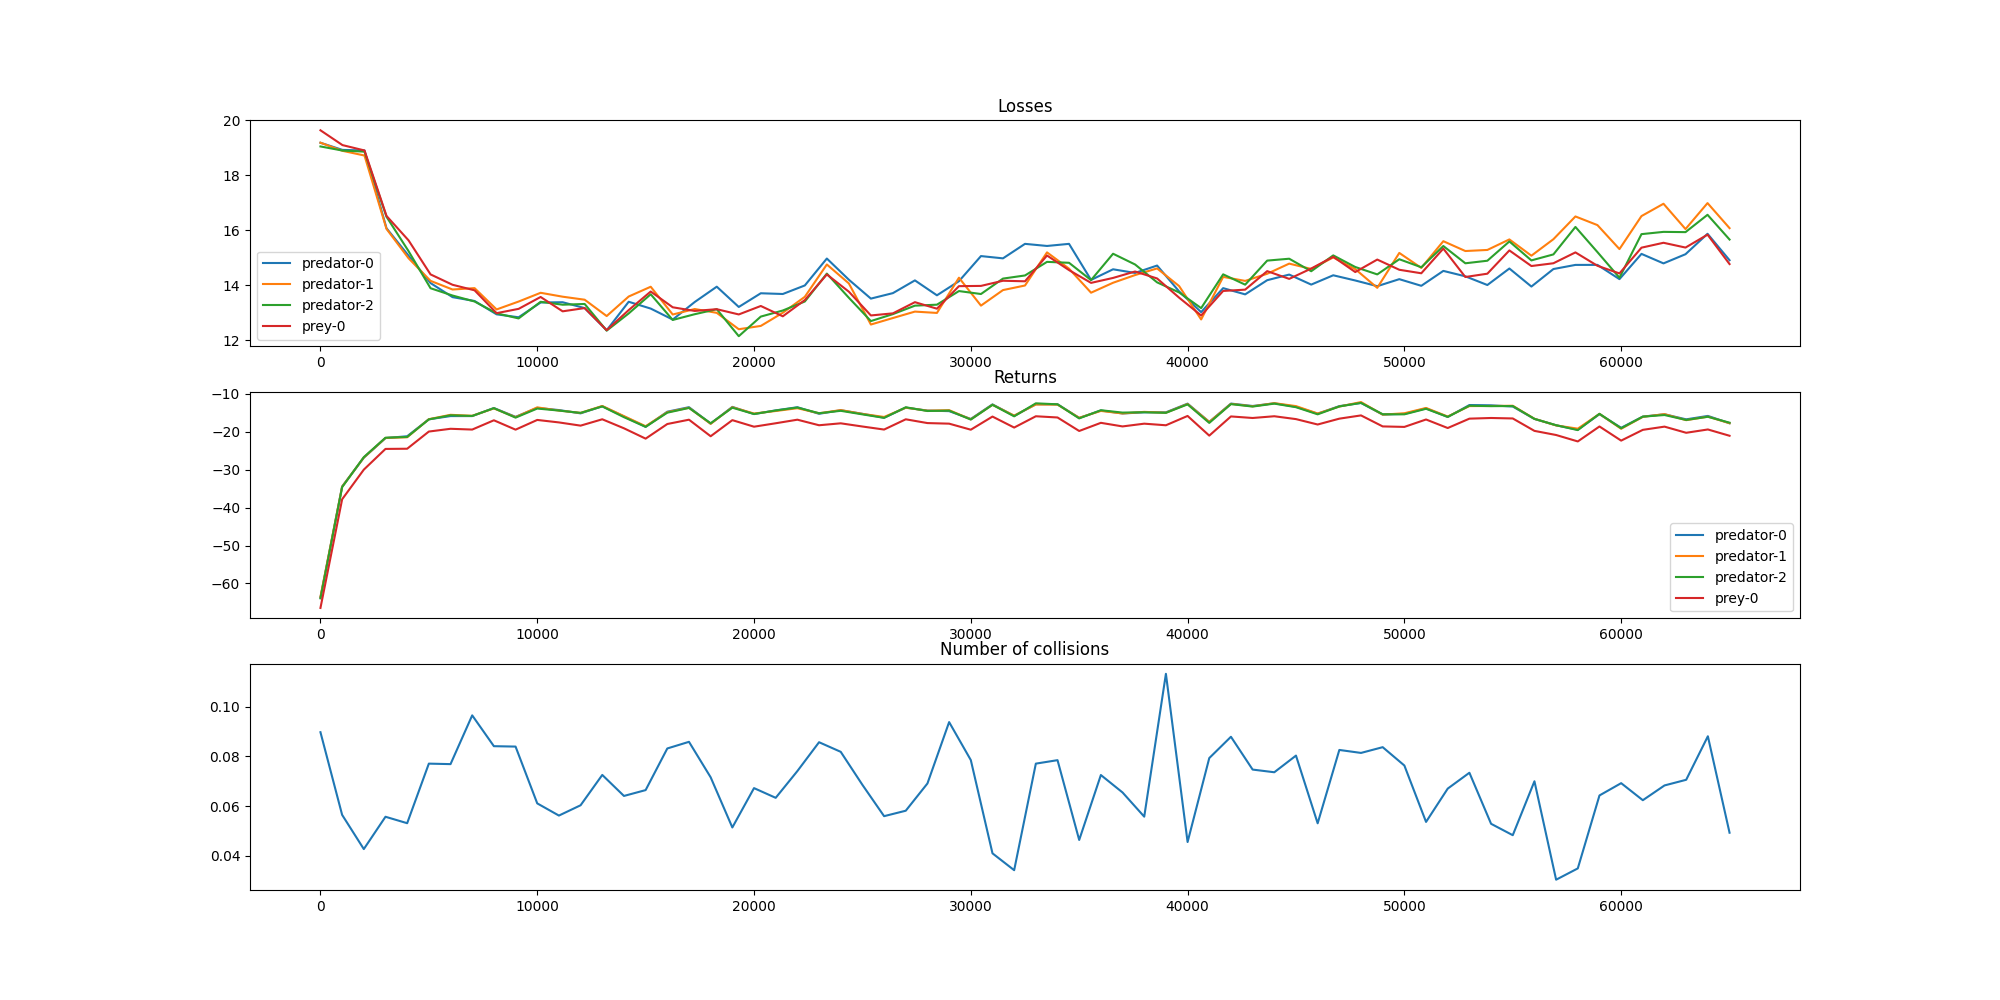 Losses
20
18
16
14
12
predator-0
predator-1
predator-2
prey-0
0 10000 20000 30000 40000 50000 60000
Returns
−10
−20
−30
−40
−50
−60
predator-0
predator-1
predator-2
prey-0
0 10000 20000 30000 40000 50000 60000
Number of collisions
0.10
0.08
0.06
0.04
0 10000 20000 30000 40000 50000 60000